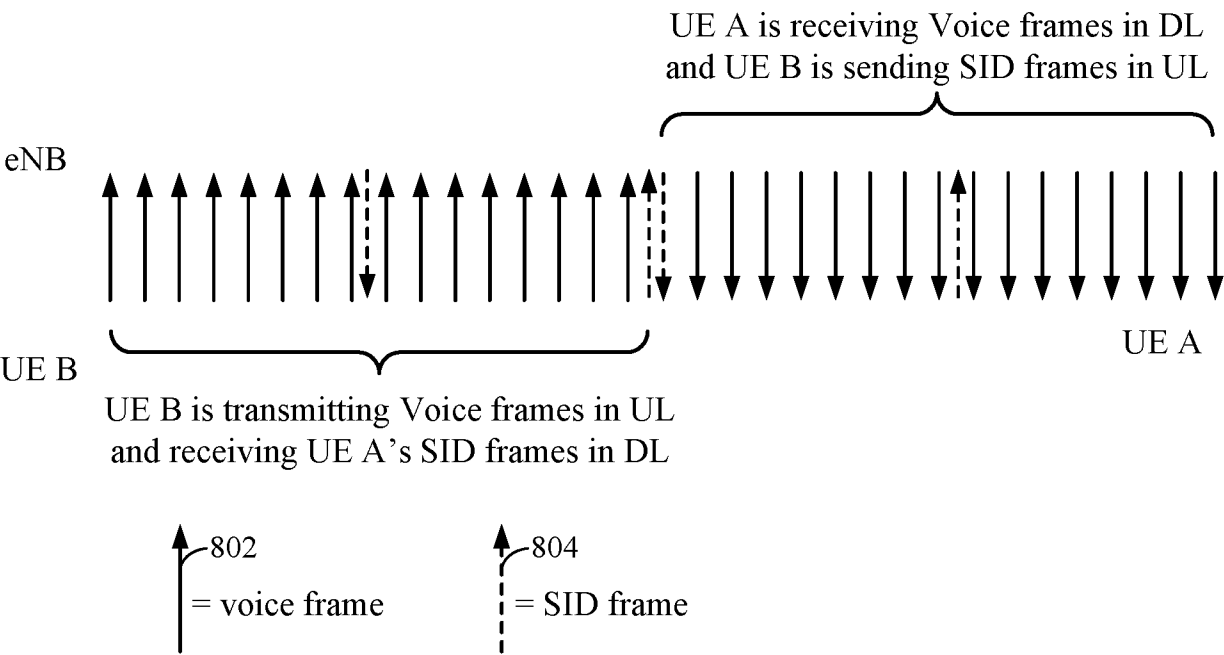 UE A is receiving Voice frames in DL
and UE B is sending SID frames in UL
eNB
UE A
UE B
UE B is transmitting Voice frames in UL
and receiving UE A's SID frames in DL
802
804
= voice frame
= SID frame